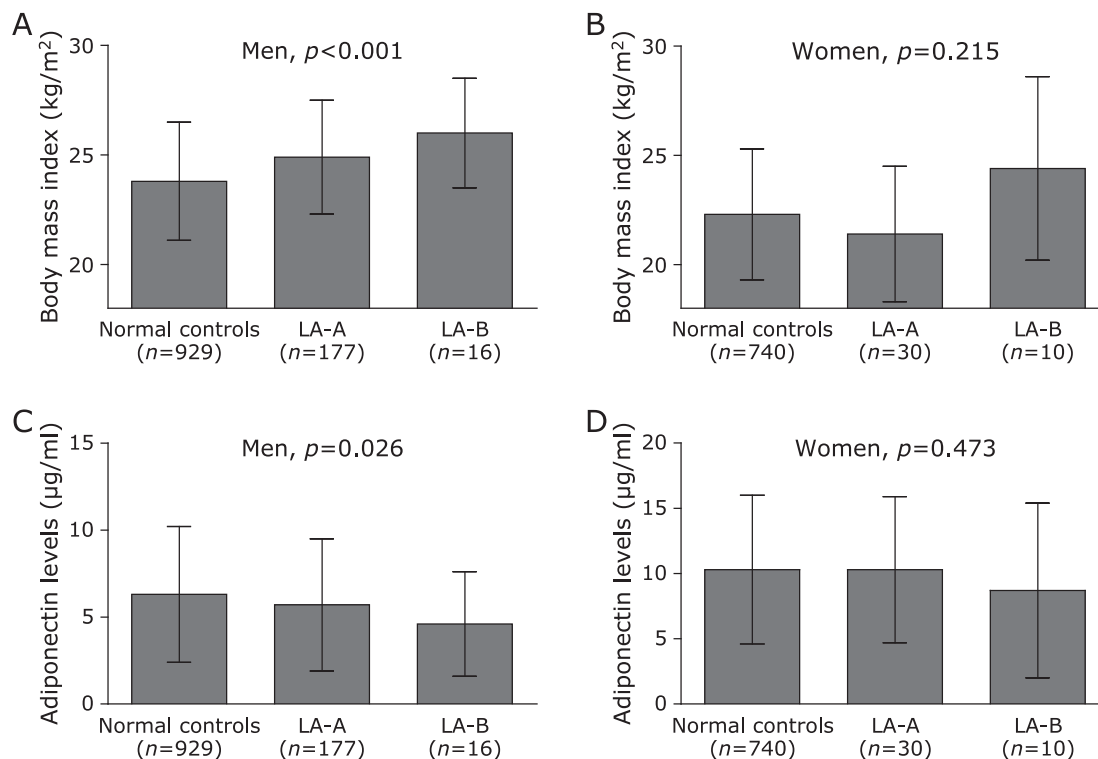 A
Men, p<0.001
Body mass index (kg/m²)
30
25
20
Normal controls
(n=929)
LA-A
(n=177)
LA-B
(n=16)
B
Women, p=0.215
Body mass index (kg/m²)
30
25
20
Normal controls
(n=740)
LA-A
(n=30)
LA-B
(n=10)
C
Men, p=0.026
Adiponectin levels (µg/ml)
15
10
5
0
Normal controls
(n=929)
LA-A
(n=177)
LA-B
(n=16)
D
Women, p=0.473
Adiponectin levels (µg/ml)
20
15
10
5
0
Normal controls
(n=740)
LA-A
(n=30)
LA-B
(n=10)